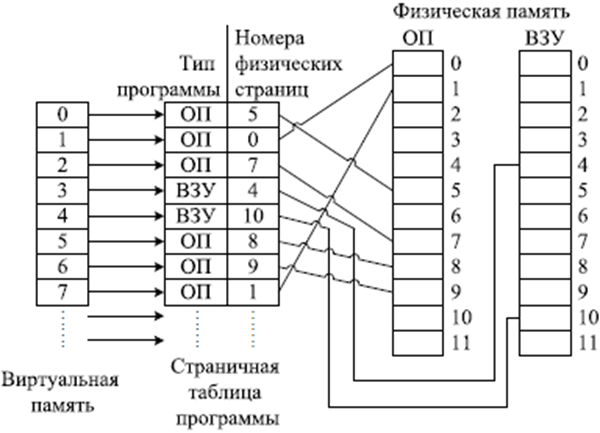 Физическая память
ОП ВЗУ
Тип программы
Номера физических страниц
0 ОП 5
1 ОП 0
2 ОП 7
3 ВЗУ 4
4 ВЗУ 10
5 ОП 8
6 ОП 9
7 ОП 1
0 0
1 1
2 2
3 3
4 4
5 5
6 6
7 7
8 8
9 9
10 10
11 11
Виртуальная
память
Страничная
таблица
программы